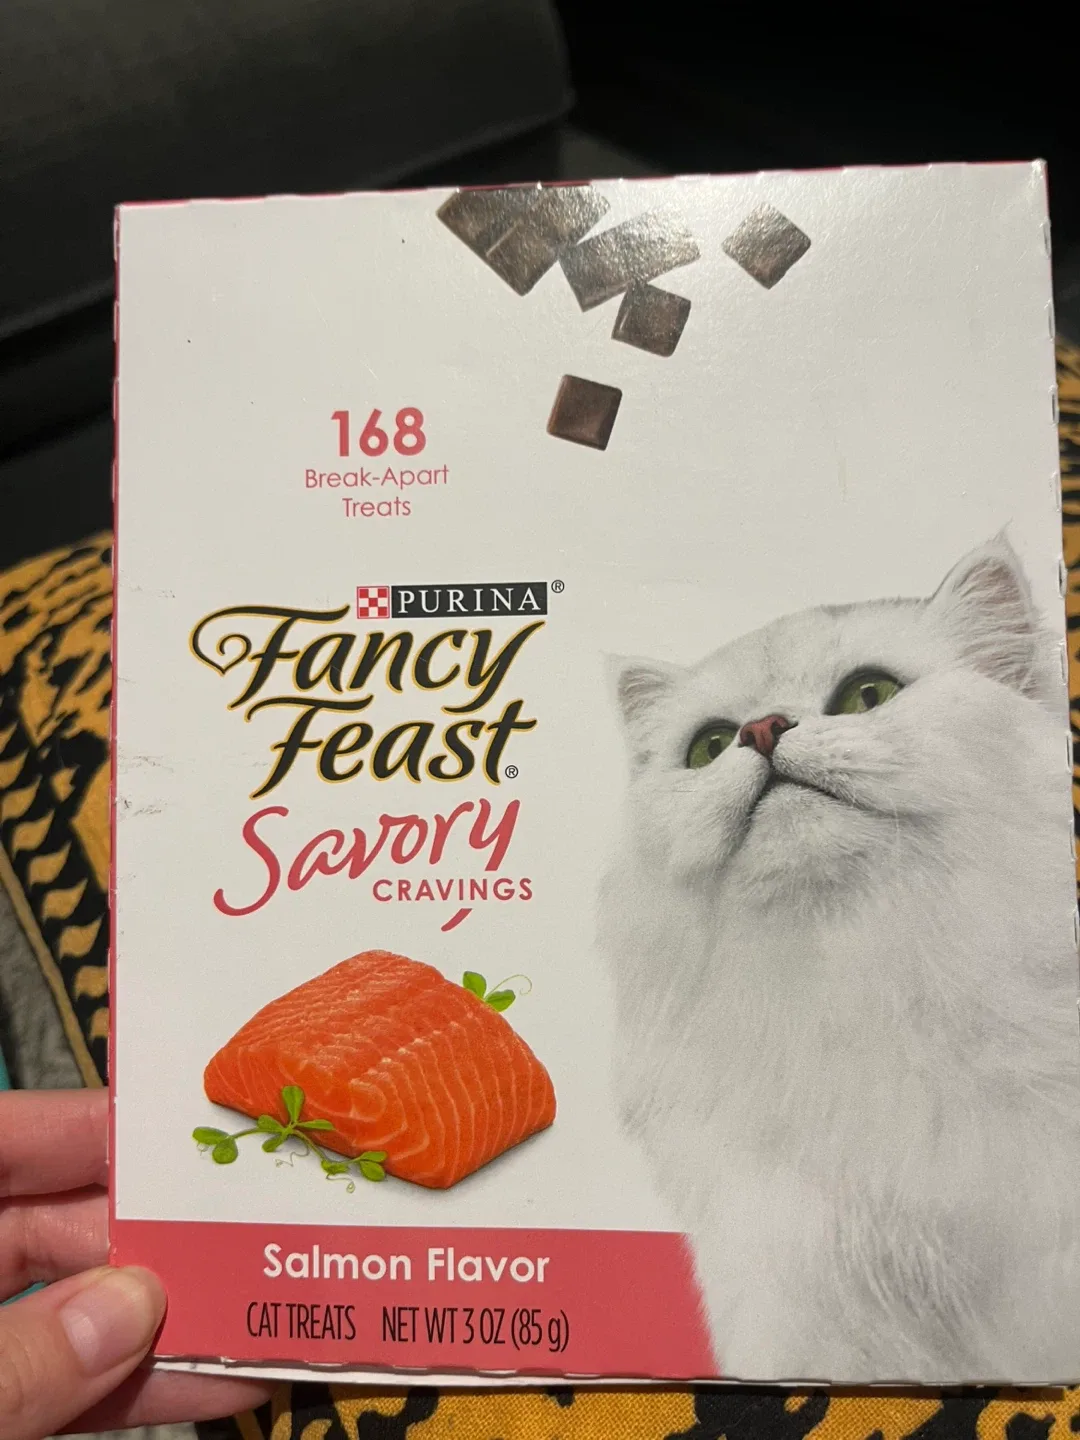 168
Break-Apart
Treats
PURINA®
Fancy
Feast®
Savory
CRAVINGS
Salmon Flavor
CAT TREATS NET WT 3 OZ (85 g)